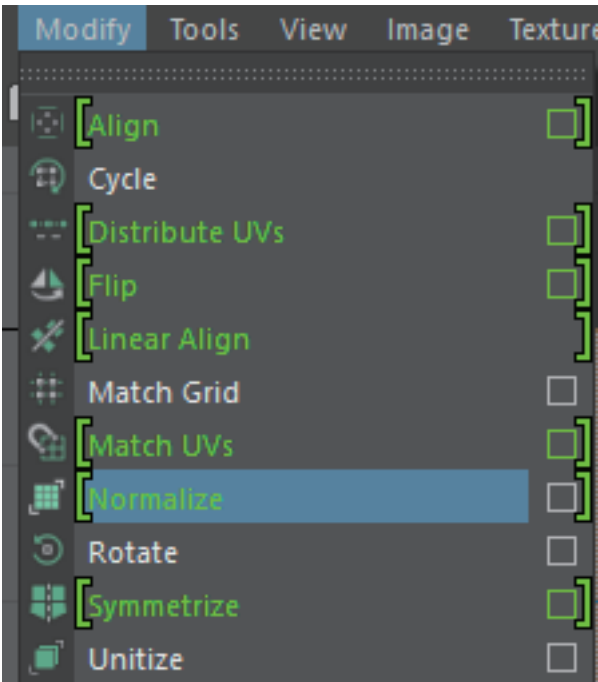 Modify Tools View Image Texture
Align
Cycle
Distribute UVs
Flip
Linear Align
Match Grid
Match UVs
Normalize
Rotate
Symmetrize
Unitize